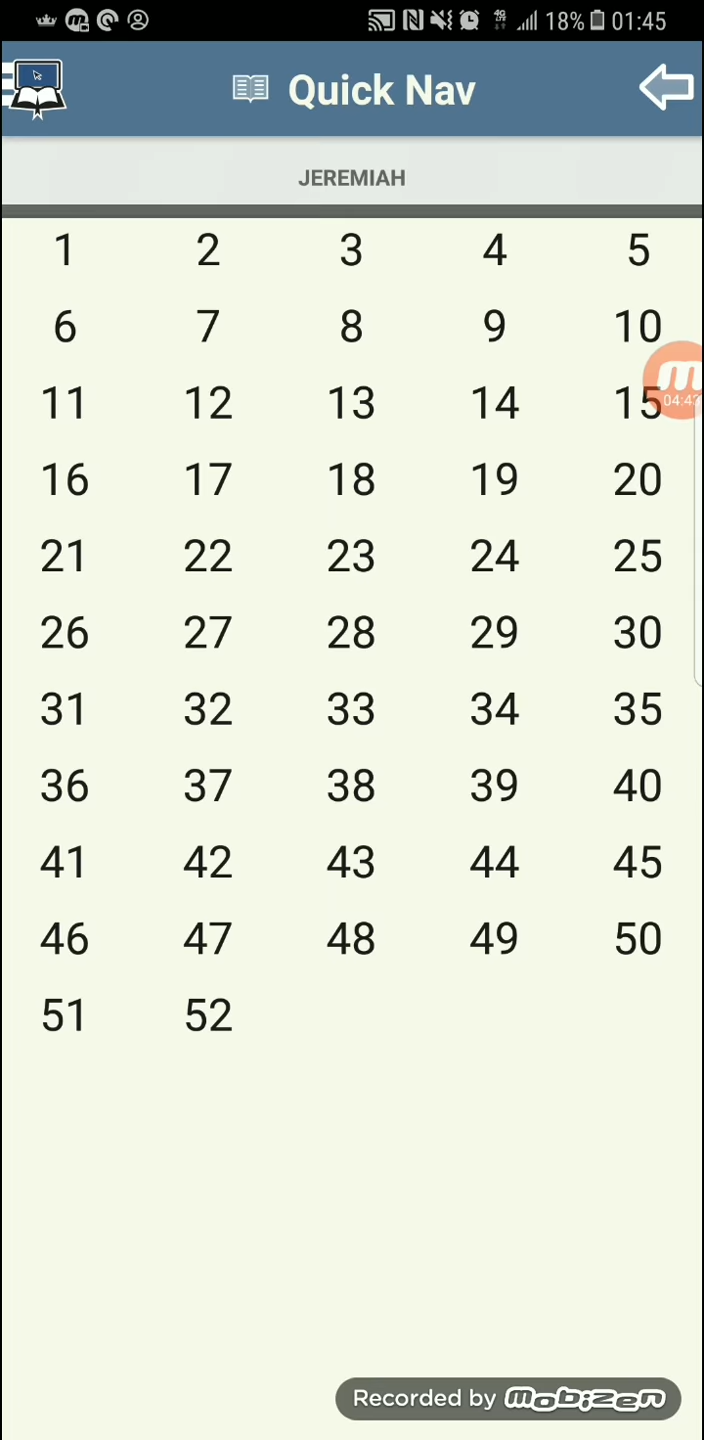 18% 01:45
Quick Nav
JEREMIAH
1 2 3 4 5
6 7 8 9 10
11 12 13 14 15
04:43
16 17 18 19 20
21 22 23 24 25
26 27 28 29 30
31 32 33 34 35
36 37 38 39 40
41 42 43 44 45
46 47 48 49 50
51 52
Recorded by mobizen